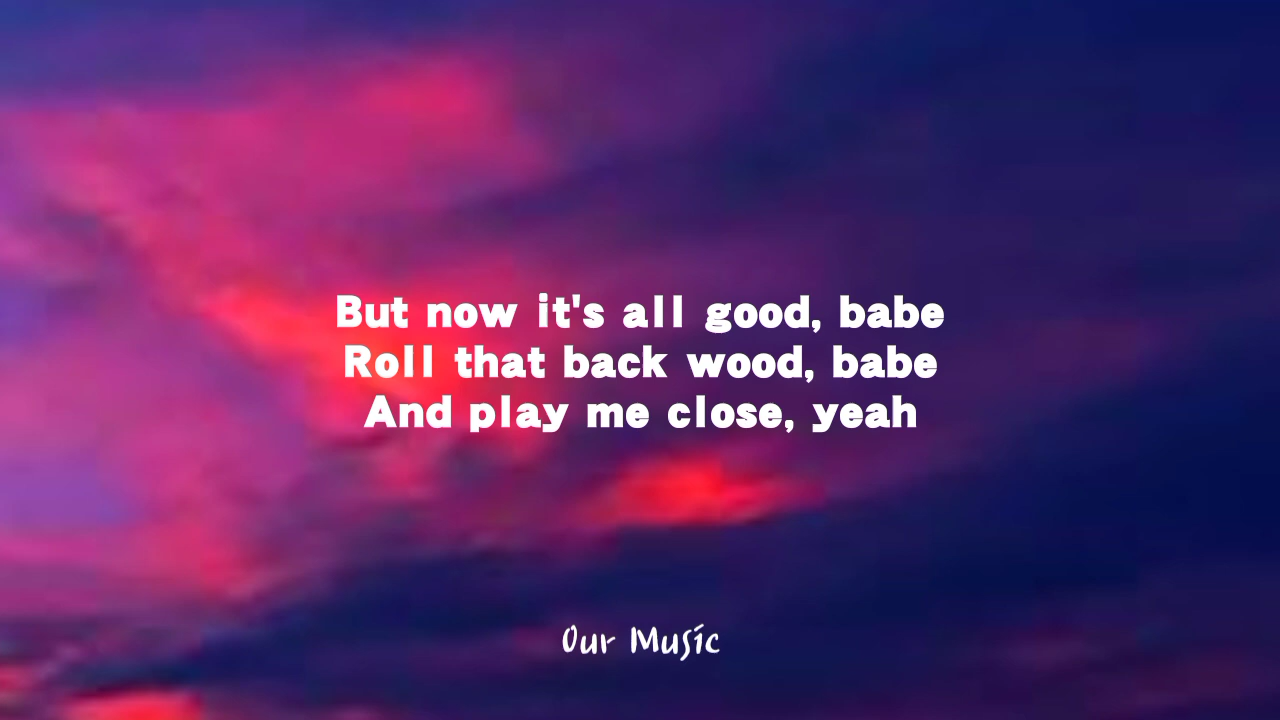 But now it's all good, babe
Roll that back wood, babe
And play me close, yeah
Our Music